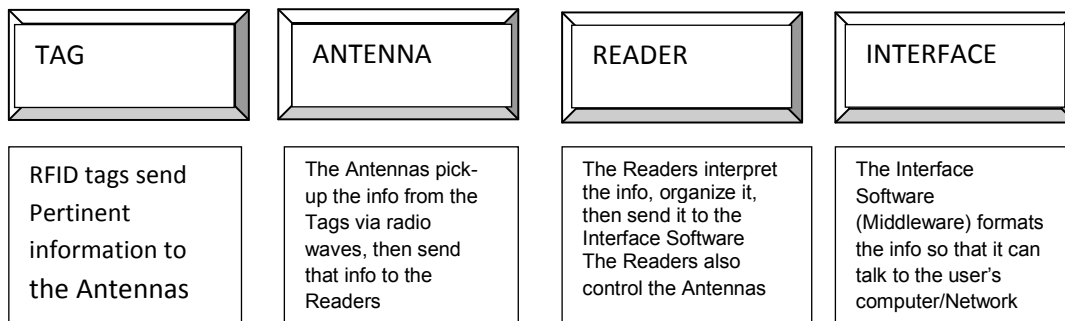 TAG
ANTENNA
READER
INTERFACE
RFID tags send
Pertinent
information to
the Antennas
The Antennas pick-
up the info from the
Tags via radio
waves, then send
that info to the
Readers
The Readers interpret
the info, organize it,
then send it to the
Interface Software
The Readers also
control the Antennas
The Interface
Software
(Middleware) formats
the info so that it can
talk to the user's
computer/Network